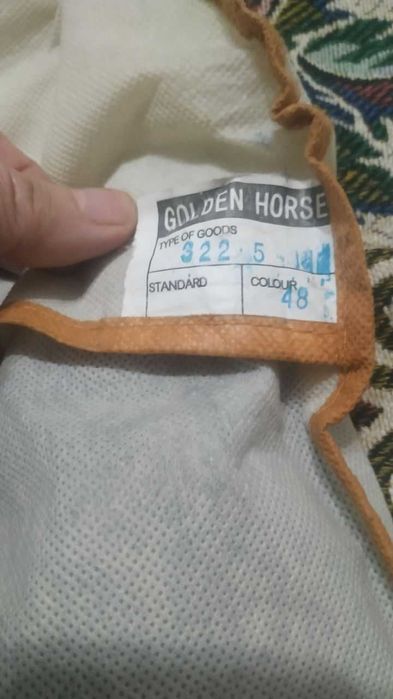 GOLDEN HORSE
TYPE OF GOODS
322·5
STANDARD
COLOUR
48